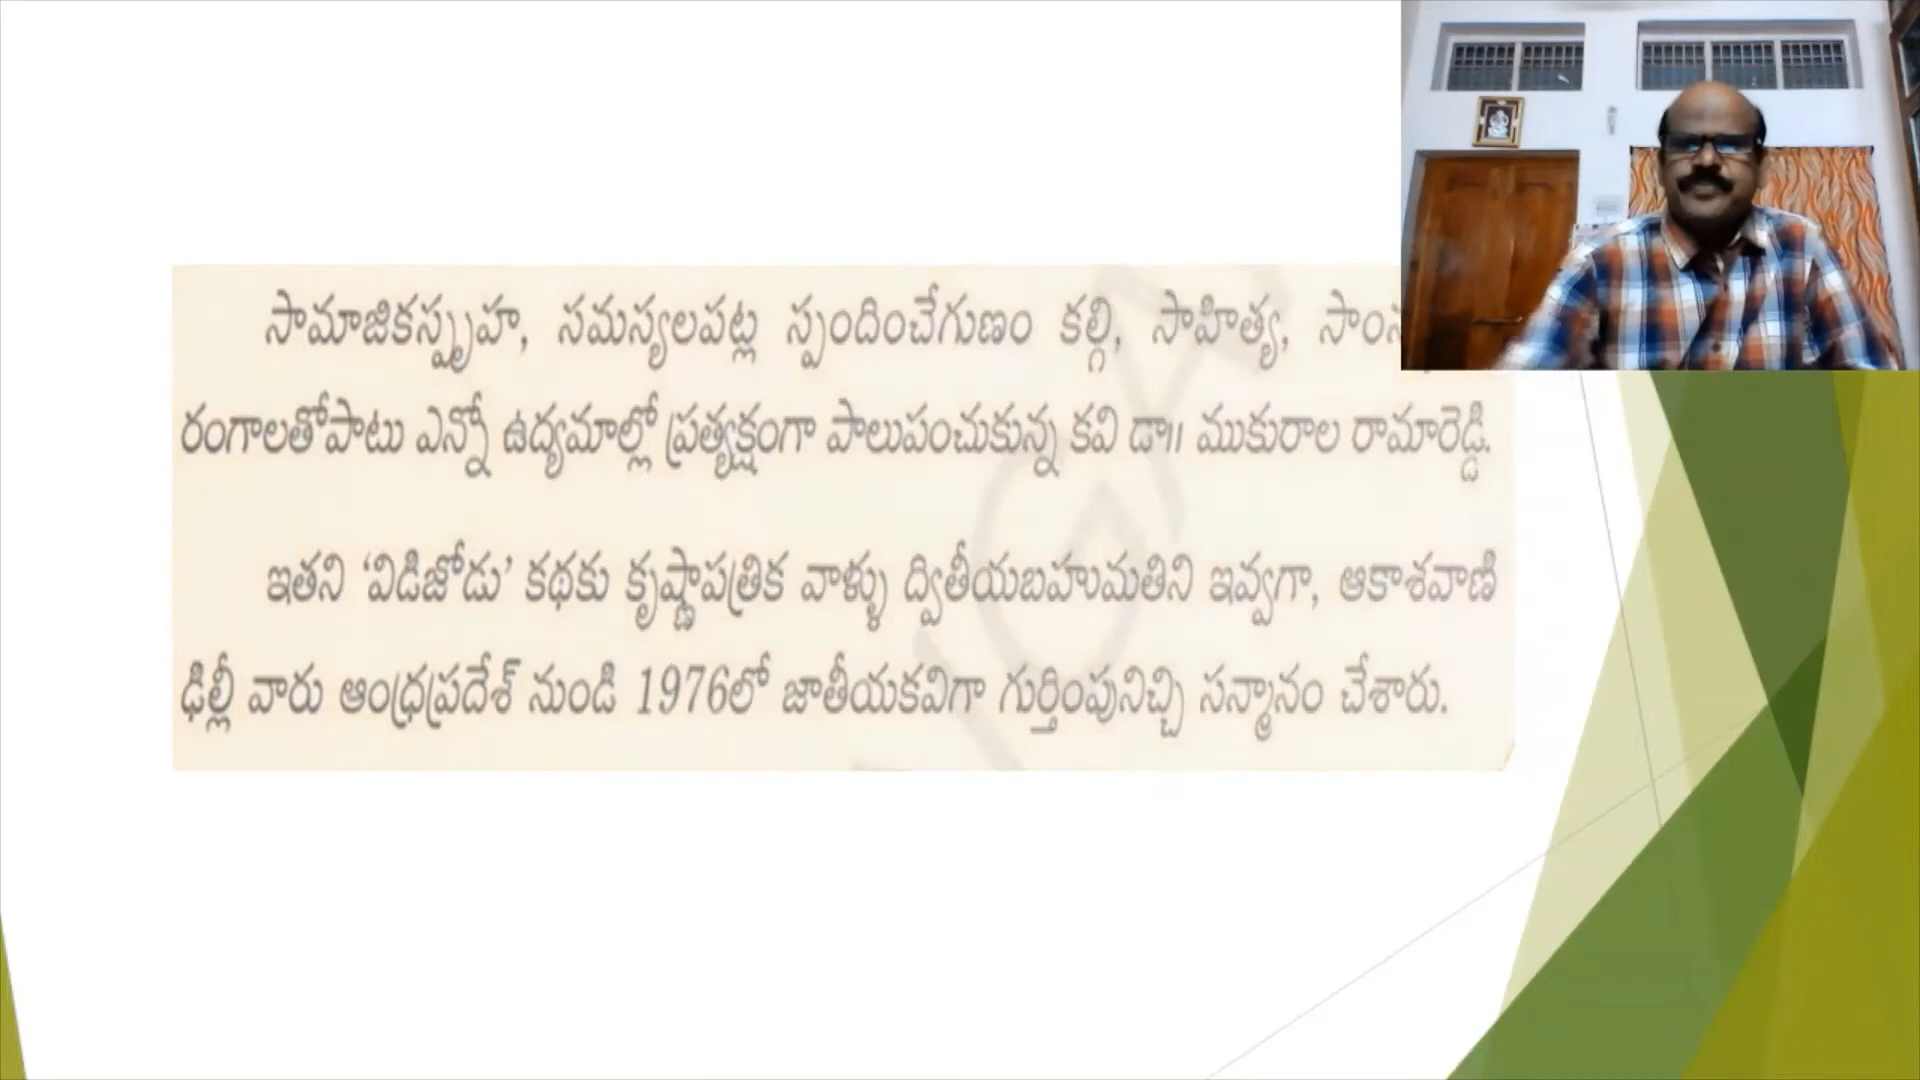 సామాజికస్పృహ, సమస్యలపట్ల స్పందించేగుణం కల్గి, సాహిత్య,
రంగాలతోపాటు ఎన్నో ఉద్యమాల్లో ప్రత్యక్షంగా పాలుపంచుకున్న కవి డా॥ ముకురాల రామారెడ్డి.
ఇతని ‘విడిజోడు’ కథకు కృష్ణాపత్రిక వాళ్ళు ద్వితీయబహుమతిని ఇవ్వగా, ఆకాశవాణి
ఢిల్లీ వారు ఆంధ్రప్రదేశ్ నుండి 1976లో జాతీయకవిగా గుర్తింపునిచ్చి సన్మానం చేశారు.